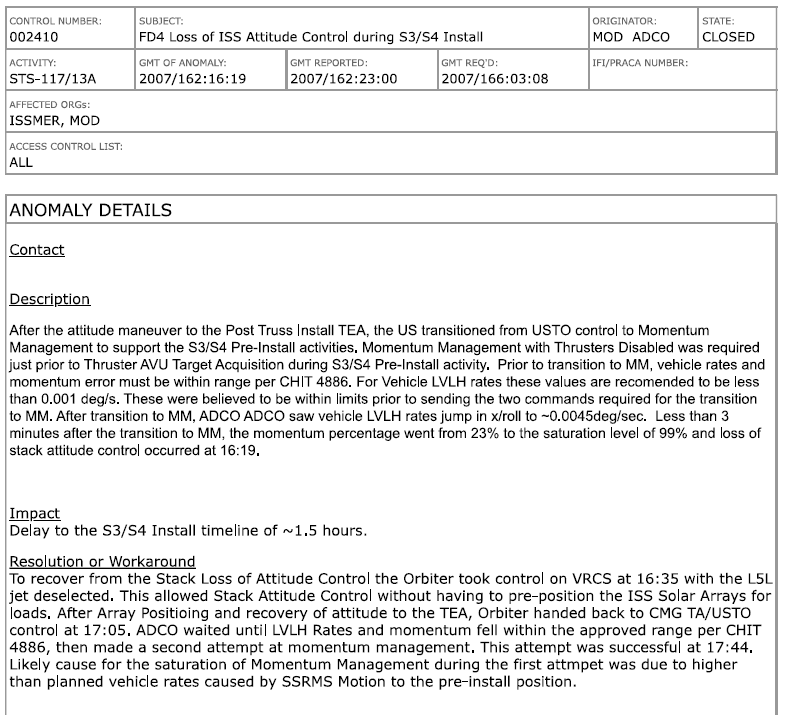 CONTROL NUMBER: SUBJECT: ORIGINATOR: STATE:
002410 FD4 Loss of ISS Attitude Control during S3/S4 Install MOD ADCO CLOSED
ACTIVITY: GMT OF ANOMALY: GMT REPORTED: GMT REQ'D: IFI/PRACA NUMBER:
STS-117/13A 2007/162:16:19 2007/162:23:00 2007/166:03:08
AFFECTED ORGs:
ISSMER, MOD
ACCESS CONTROL LIST:
ALL
ANOMALY DETAILS
Contact
Description
After the attitude maneuver to the Post Truss Install TEA, the US transitioned from USTO control to Momentum
Management to support the S3/S4 Pre-Install activities. Momentum Management with Thrusters Disabled was required
just prior to Thruster AVU Target Acquisition during S3/S4 Pre-Install activity. Prior to transition to MM, vehicle rates and
momentum error must be within range per CHIT 4886. For Vehicle LVLH rates these values are recomended to be less
than 0.001 deg/s. These were believed to be within limits prior to sending the two commands required for the transition
to MM. After transition to MM, ADCO ADCO saw vehicle LVLH rates jump in x/roll to ~0.0045deg/sec. Less than 3
minutes after the transition to MM, the momentum percentage went from 23% to the saturation level of 99% and loss of
stack attitude control occurred at 16:19.
Impact
Delay to the S3/S4 Install timeline of ~1.5 hours.
Resolution or Workaround
To recover from the Stack Loss of Attitude Control the Orbiter took control on VRCS at 16:35 with the L5L
jet deselected. This allowed Stack Attitude Control without having to pre-position the ISS Solar Arrays for
loads. After Array Positioing and recovery of attitude to the TEA, Orbiter handed back to CMG TA/USTO
control at 17:05. ADCO waited until LVLH Rates and momentum fell within the approved range per CHIT
4886, then made a second attempt at momentum management. This attempt was successful at 17:44.
Likely cause for the saturation of Momentum Management during the first attmpet was due to higher
than planned vehicle rates caused by SSRMS Motion to the pre-install position.